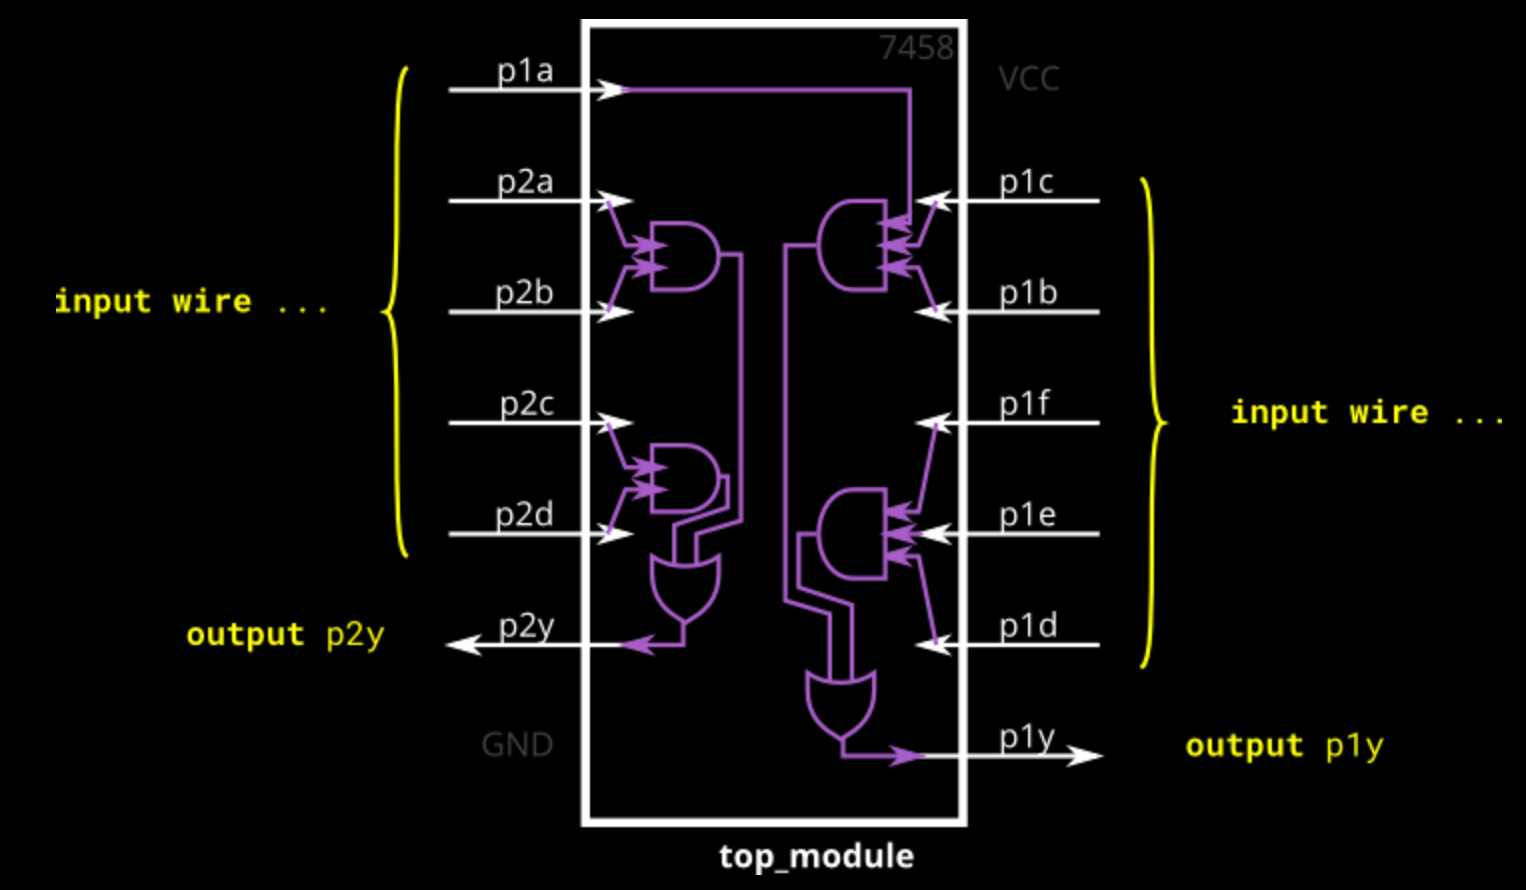 7458
p1a
VCC
p2a
p1c
input wire ...
p2b
p1b
p2c
p1f
input wire ...
p2d
p1e
output p2y
p2y
p1d
GND
p1y
output p1y
top_module